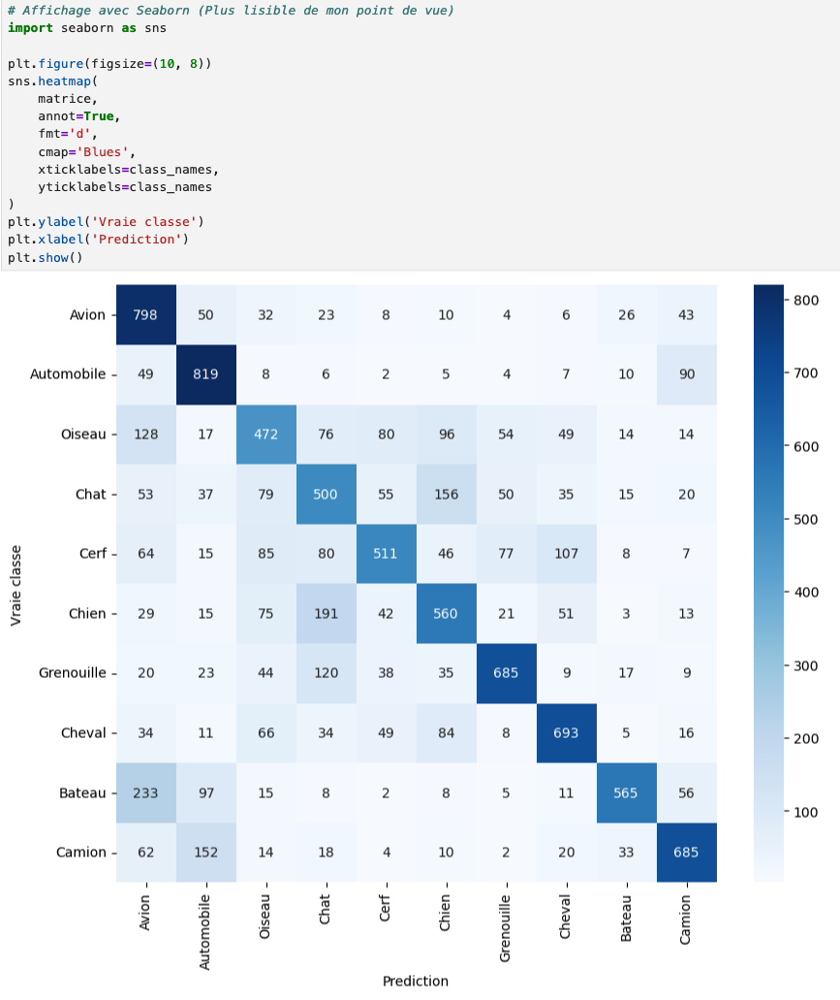 # Affichage avec Seaborn (Plus lisible de mon point de vue)
import seaborn as sns
plt.figure(figsize=(10, 8))
sns.heatmap(
    matrice,
    annot=True,
    fmt='d',
    cmap='Blues',
    xticklabels=class_names,
    yticklabels=class_names
)
plt.ylabel('Vraie classe')
plt.xlabel('Prediction')
plt.show()
Vraie classe
Avion 798 50 32 23 8 10 4 6 26 43
Automobile 49 819 8 6 2 5 4 7 10 90
Oiseau 128 17 472 76 80 96 54 49 14 14
Chat 53 37 79 500 55 156 50 35 15 20
Cerf 64 15 85 80 511 46 77 107 8 7
Chien 29 15 75 191 42 560 21 51 3 13
Grenouille 20 23 44 120 38 35 685 9 17 9
Cheval 34 11 66 34 49 84 8 693 5 16
Bateau 233 97 15 8 2 8 5 11 565 56
Camion 62 152 14 18 4 10 2 20 33 685
Avion Automobile Oiseau Chat Cerf Chien Grenouille Cheval Bateau Camion
Prediction
800
700
600
500
400
300
200
100